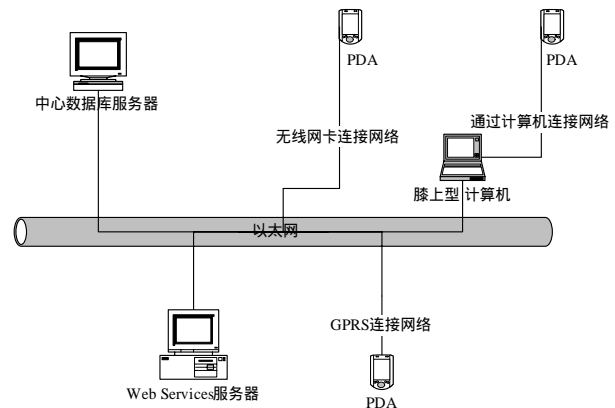 PDA
PDA
中心数据库服务器
通过计算机连接网络
无线网卡连接网络
膝上型 计算机
以太网
GPRS连接网络
Web Services服务器
PDA